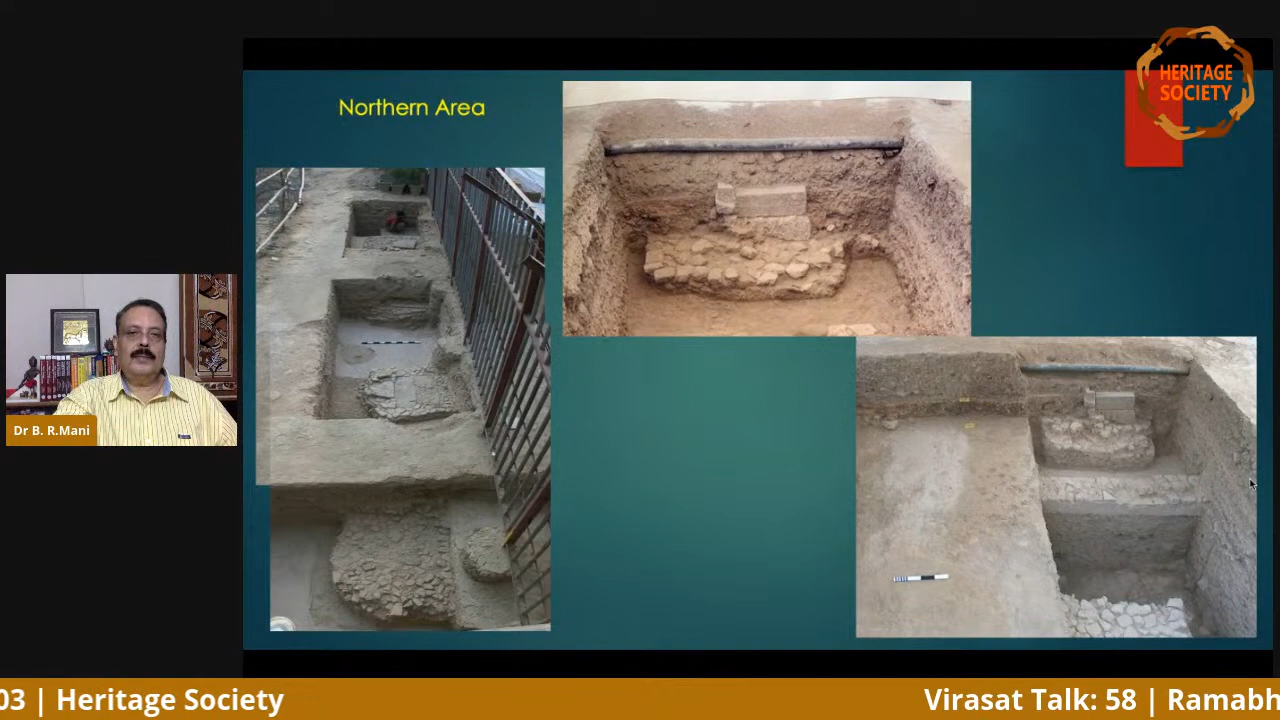 HERITAGE
SOCIETY
Northern Area
Dr B. R.Mani
03 | Heritage Society
Virasat Talk: 58 | Ramabh